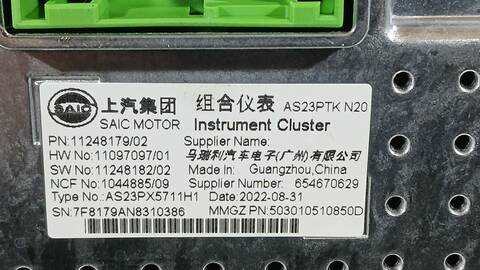 SAIC 上汽集团 组合仪表 AS23PTK N20
SAIC MOTOR Instrument Cluster
PN:11248179/02 Supplier Name:
HW No:11097097/01 马瑞利汽车电子(广州)有限公司
SW No:11248182/02 Made In: Guangzhou,China
NCF No:1044885/09 Supplier Number: 654670629
Type No:AS23PX5711H1 Date:2022-08-31
SN:7F8179AN8310386 MMGZ PN:503010510850D